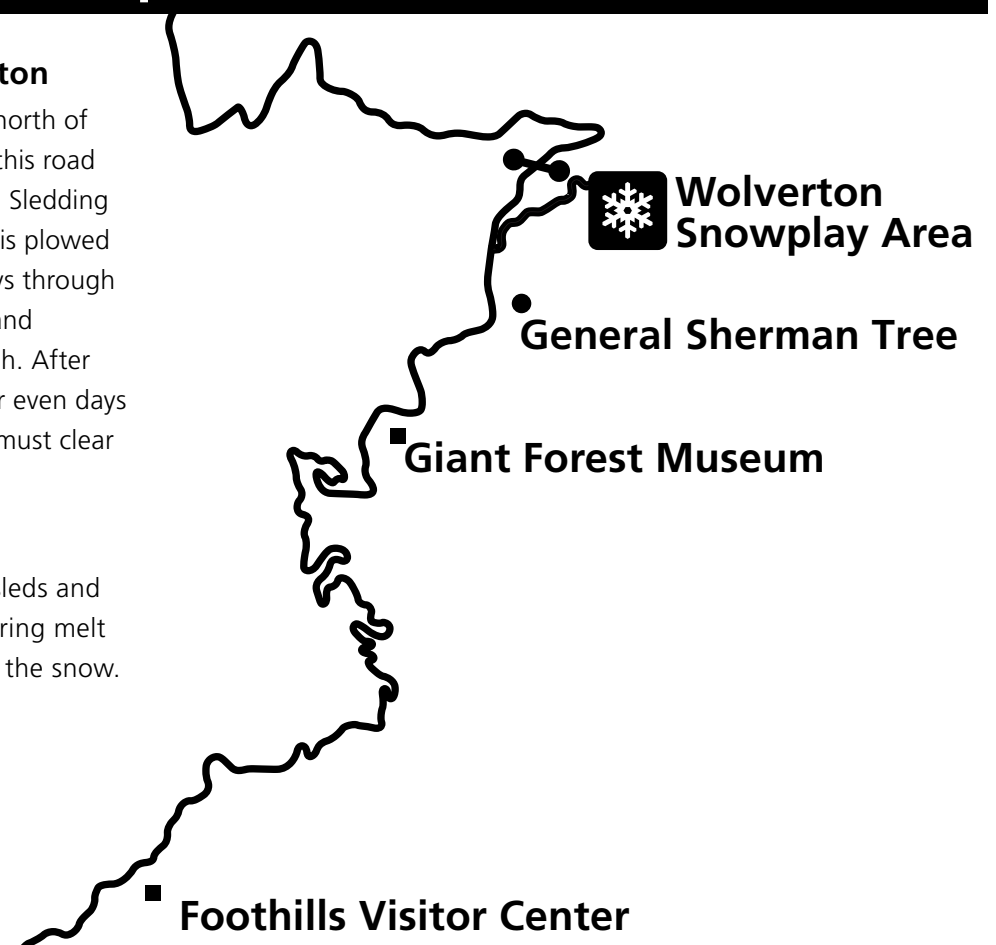 ton
north of
this road
Sledding
is plowed
s through
nd
h. After
r even days
must clear
leds and
ring melt
the snow.
Wolverton
Snowplay Area
General Sherman Tree
Giant Forest Museum
Foothills Visitor Center